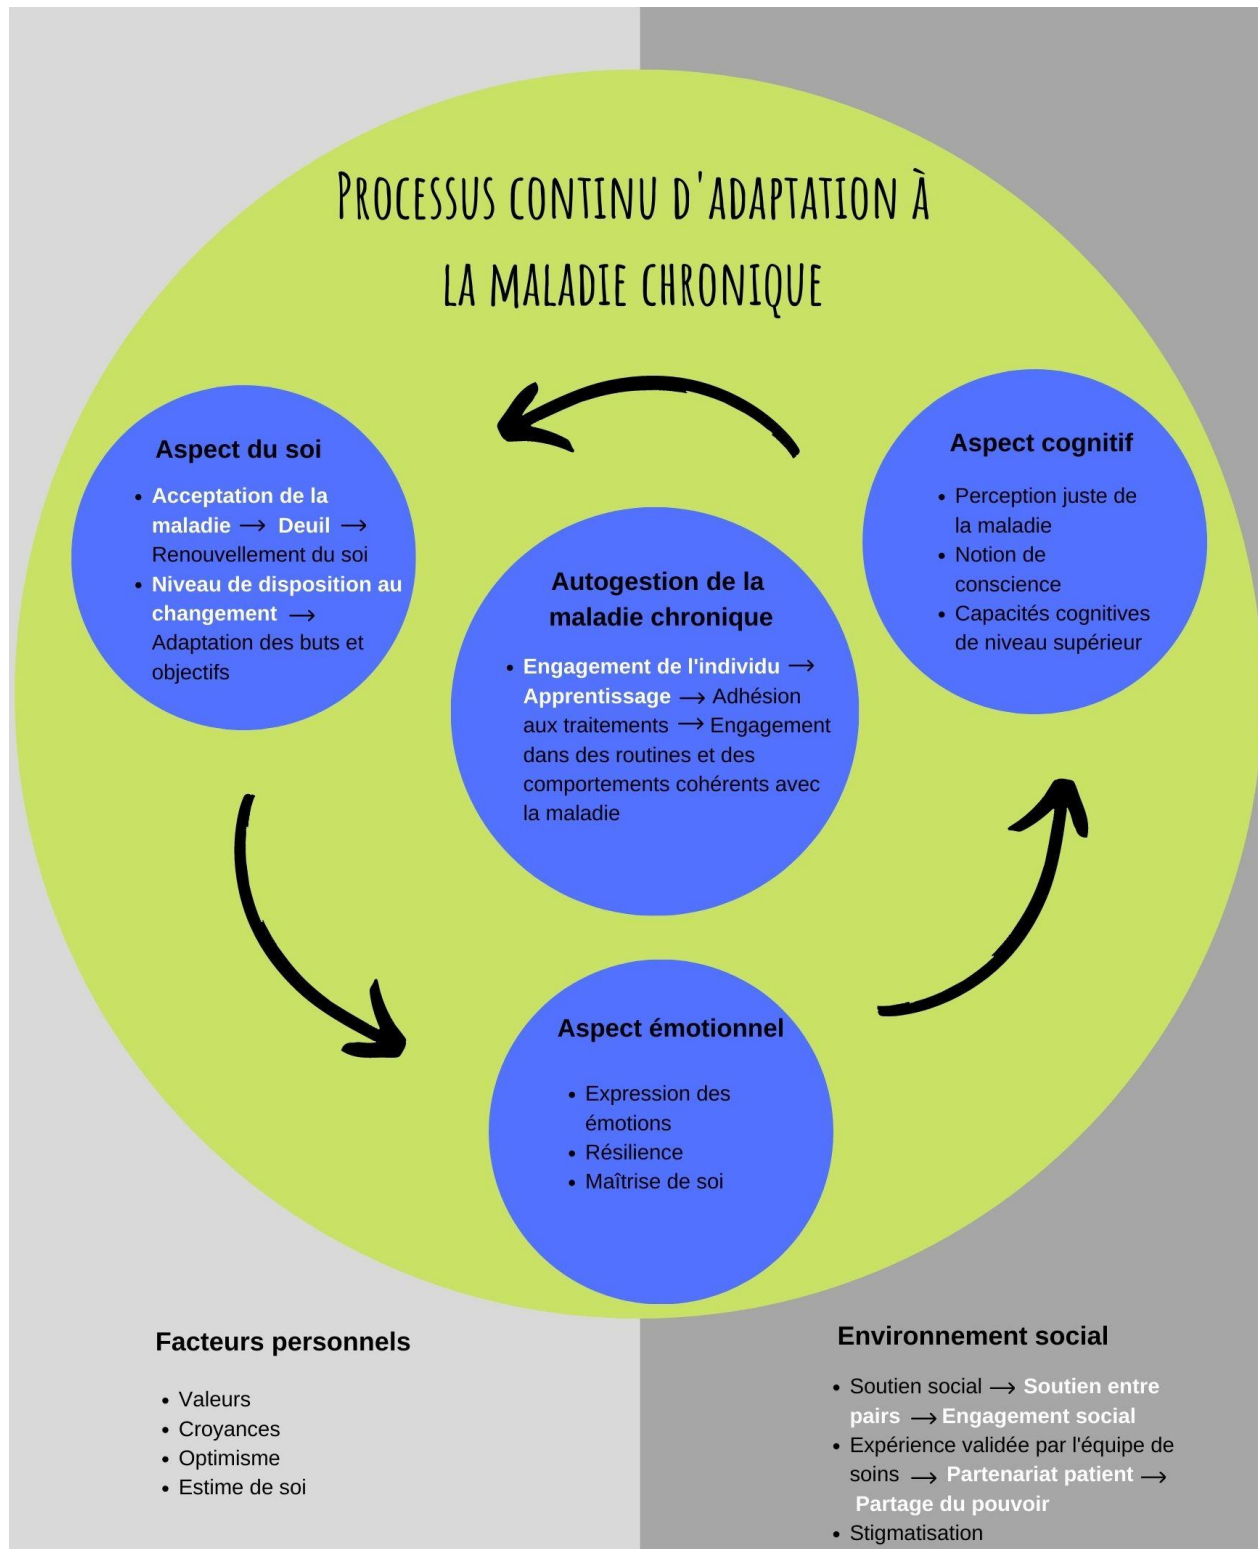 Processus continu d'adaptation à
la maladie chronique
Aspect du soi
• Acceptation de la
maladie → Deuil →
Renouvellement du soi
• Niveau de disposition au
changement →
Adaptation des buts et
objectifs
Aspect cognitif
• Perception juste de
la maladie
• Notion de
conscience
• Capacités cognitives
de niveau supérieur
Autogestion de la
maladie chronique
• Engagement de l'individu →
Apprentissage → Adhésion
aux traitements → Engagement
dans des routines et des
comportements cohérents avec
la maladie
Aspect émotionnel
• Expression des
émotions
• Résilience
• Maîtrise de soi
Facteurs personnels
• Valeurs
• Croyances
• Optimisme
• Estime de soi
Environnement social
• Soutien social → Soutien entre
pairs → Engagement social
• Expérience validée par l'équipe de
soins → Partenariat patient →
Partage du pouvoir
• Stigmatisation